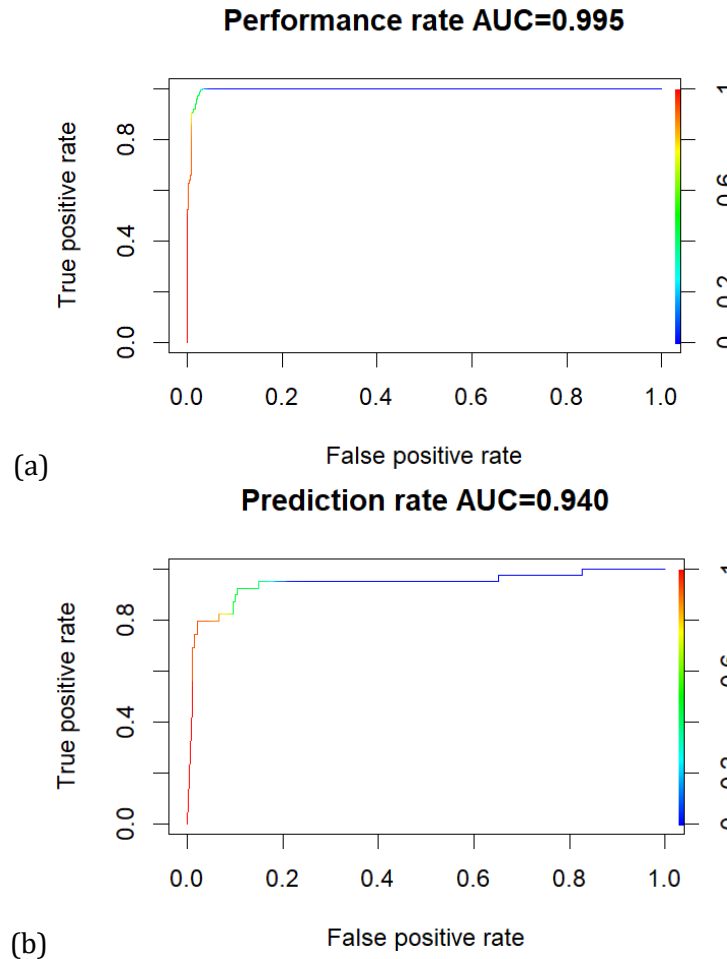 Performance rate AUC=0.995
True positive rate
0.0 0.4 0.8
0 0.2 0.6 1
0.0 0.2 0.4 0.6 0.8 1.0
False positive rate
(a)
Prediction rate AUC=0.940
True positive rate
0.0 0.4 0.8
0 0.2 0.6 1
0.0 0.2 0.4 0.6 0.8 1.0
False positive rate
(b)